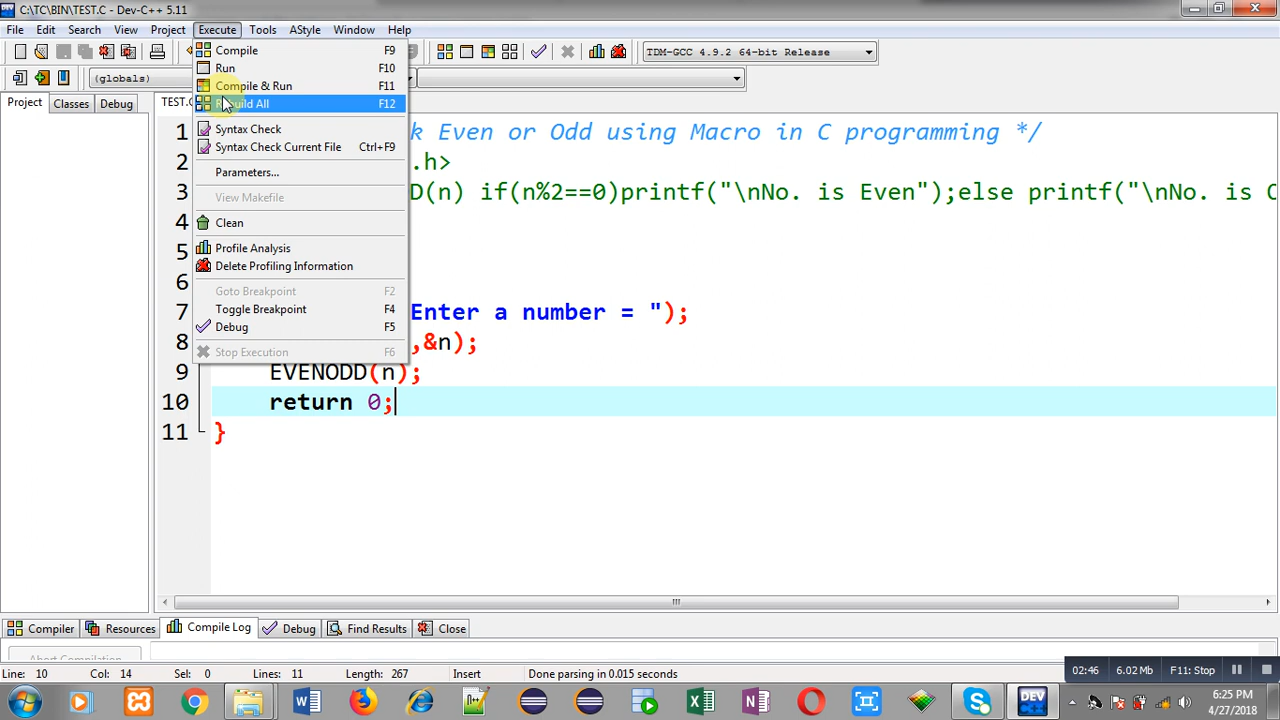 C:\TC\BIN\TEST.C - Dev-C++ 5.11
File Edit Search View Project Execute Tools AStyle Window Help
TDM-GCC 4.9.2 64-bit Release
(globals)
Project Classes Debug
Compile F9
Run F10
Compile & Run F11
Rebuild All F12
Syntax Check
Syntax Check Current File Ctrl+F9
Parameters...
View Makefile
Clean
Profile Analysis
Delete Profiling Information
Goto Breakpoint F2
Toggle Breakpoint F4
Debug F5
Stop Execution F6
1 k Even or Odd using Macro in C programming */
2 .h>
3 D(n) if(n%2==0)printf("\nNo. is Even");else printf("\nNo. is
4
5
6
7 Enter a number = ");
8 ,&n);
9 EVENODD(n);
10 return 0;
11 }
Compiler Resources Compile Log Debug Find Results Close
Abort Compilation
Line: 10 Col: 14 Sel: 0 Lines: 11 Length: 267 Insert Done parsing in 0.015 seconds
02:46 6.02 Mb F11: Stop
DEV
6:25 PM
4/27/2018